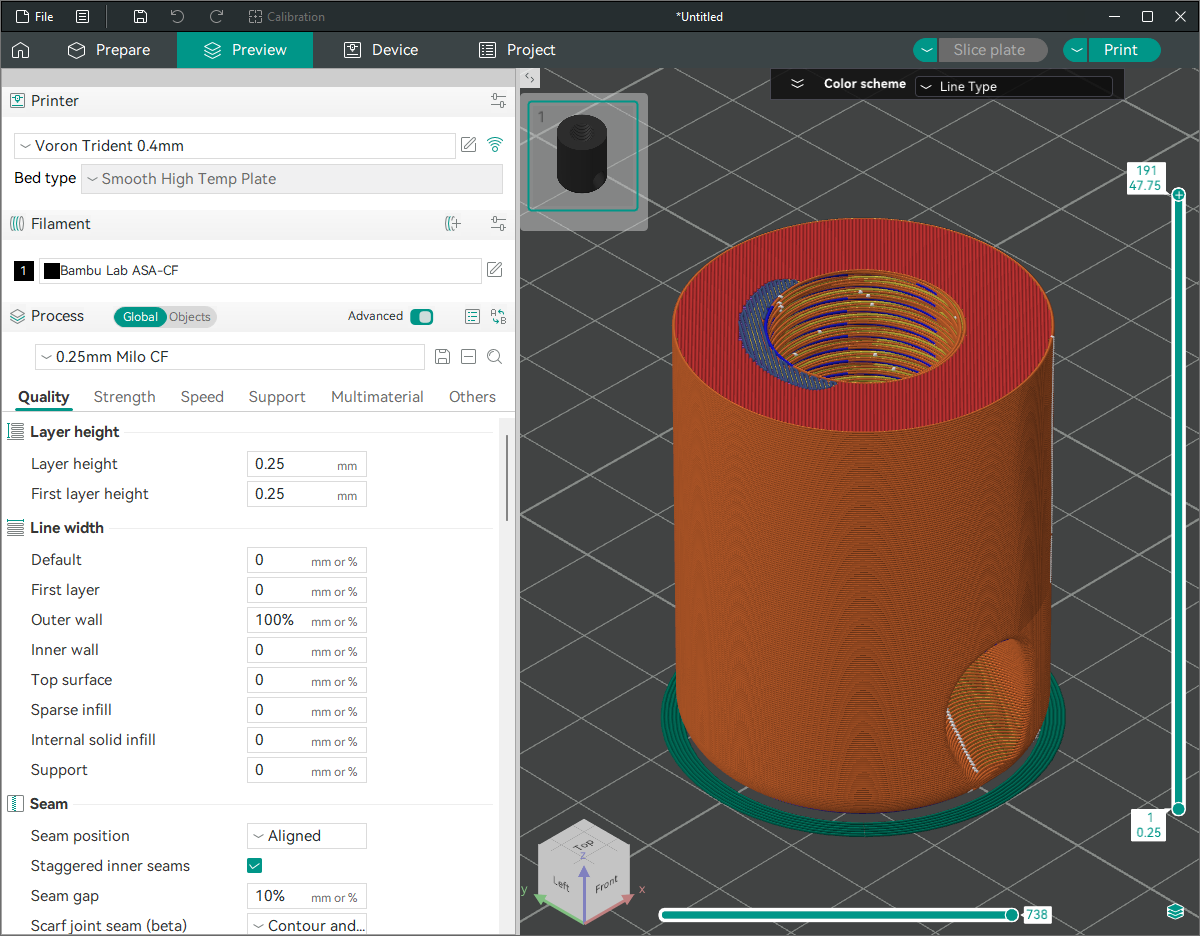 File
Calibration
*Untitled
Prepare
Preview
Device
Project
Slice plate
Print
Printer
Voron Trident 0.4mm
Bed type
Smooth High Temp Plate
Filament
1
Bambu Lab ASA-CF
Process
Global
Objects
Advanced
0.25mm Milo CF
Quality
Strength
Speed
Support
Multimaterial
Others
Layer height
Layer height
0.25
mm
First layer height
0.25
mm
Line width
Default
0
mm or %
First layer
0
mm or %
Outer wall
100%
mm or %
Inner wall
0
mm or %
Top surface
0
mm or %
Sparse infill
0
mm or %
Internal solid infill
0
mm or %
Support
0
mm or %
Seam
Seam position
Aligned
Staggered inner seams
Seam gap
10%
mm or %
Scarf joint seam (beta)
Contour and...
Color scheme
Line Type
1
191
47.75
1
0.25
Top
Left
Front
z
y
x
738